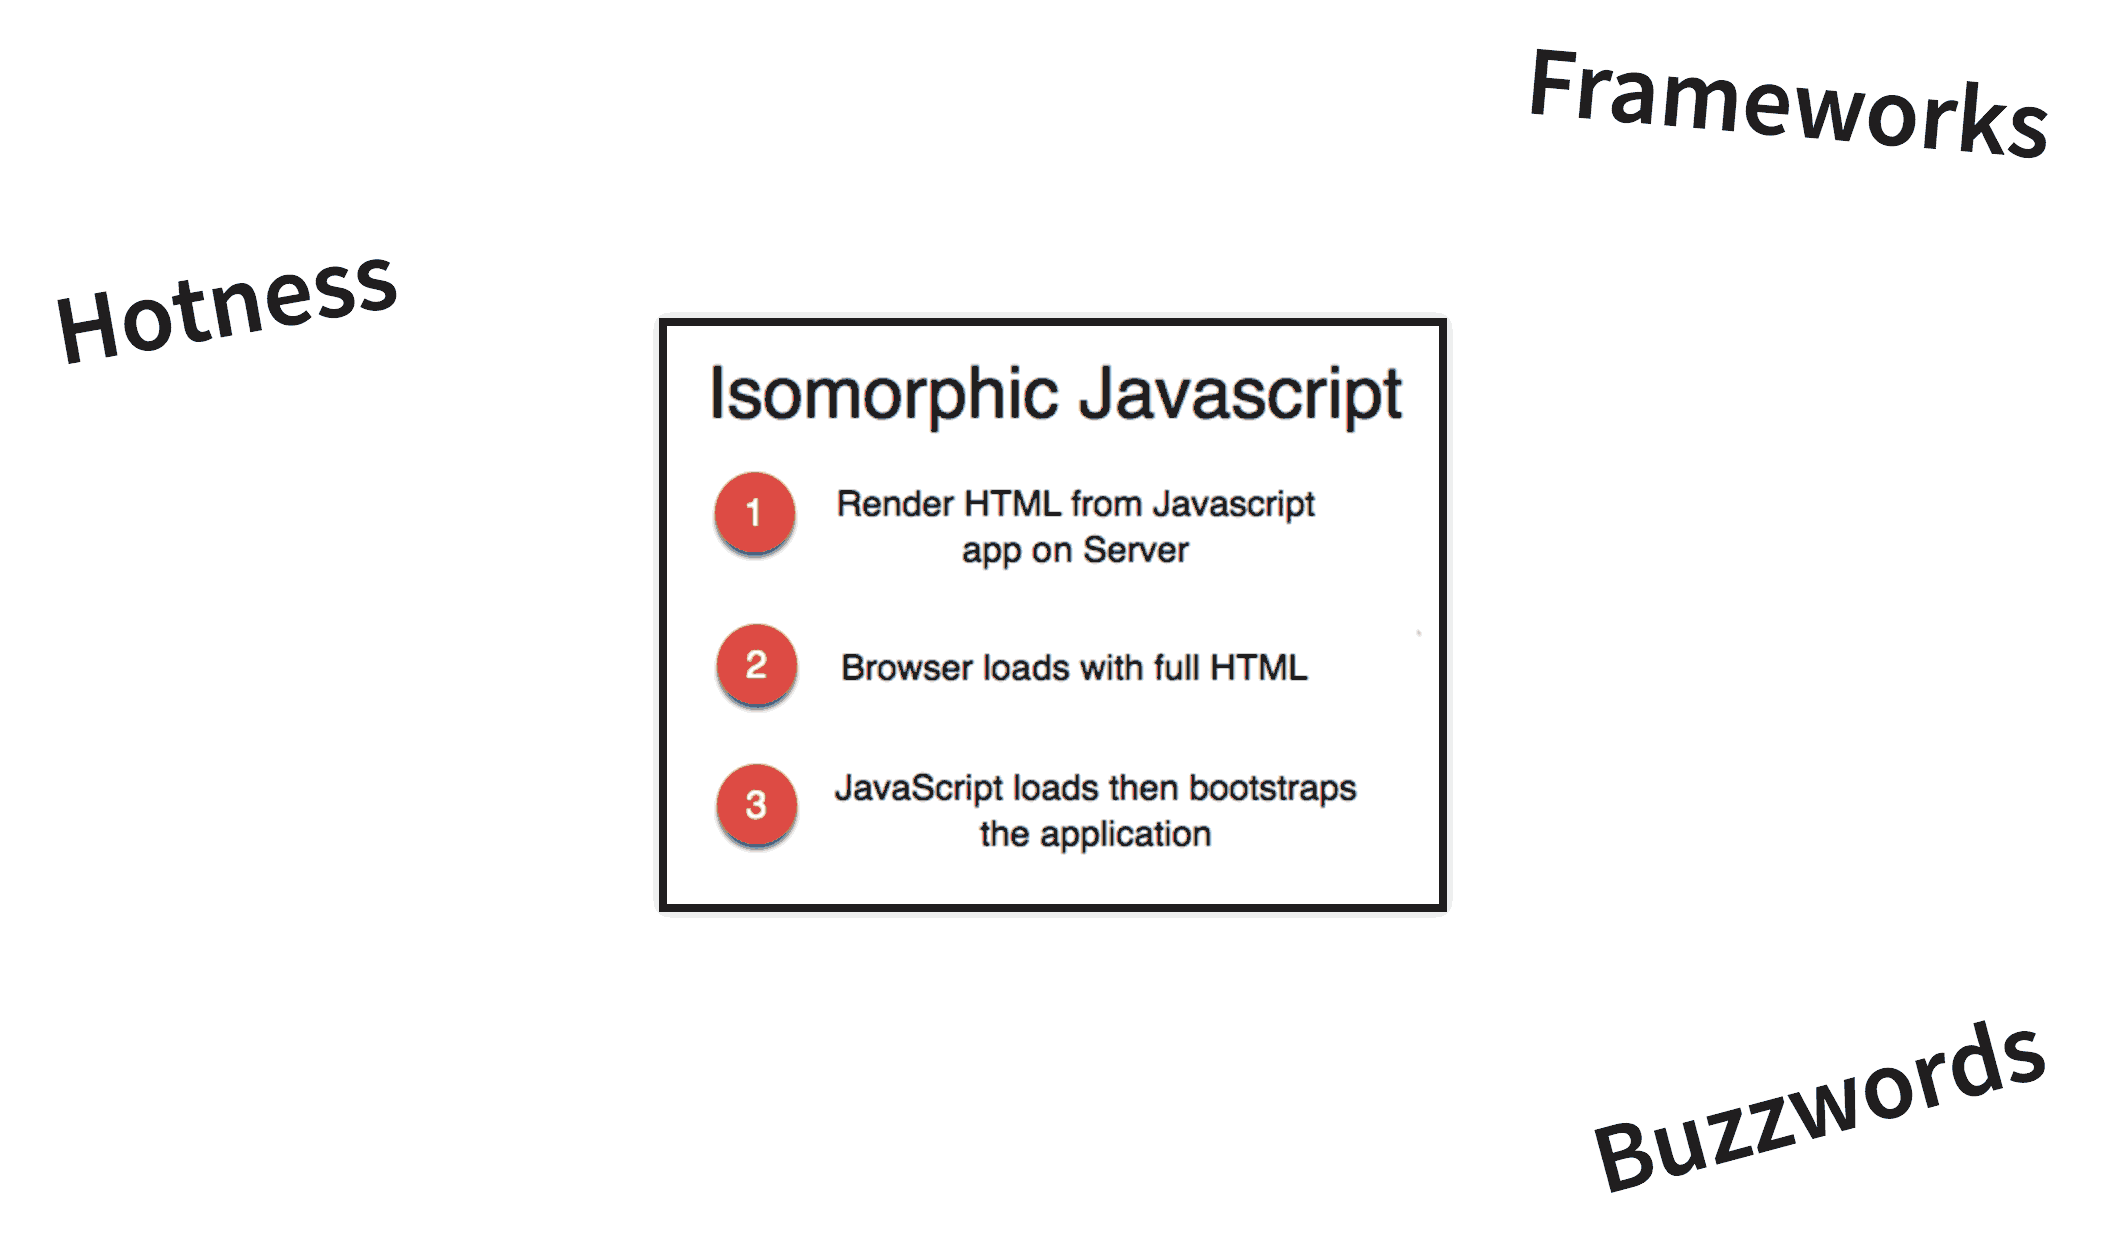 Frameworks
Hotness
Isomorphic Javascript
1 Render HTML from Javascript
app on Server
2 Browser loads with full HTML
3 JavaScript loads then bootstraps
the application
Buzzwords